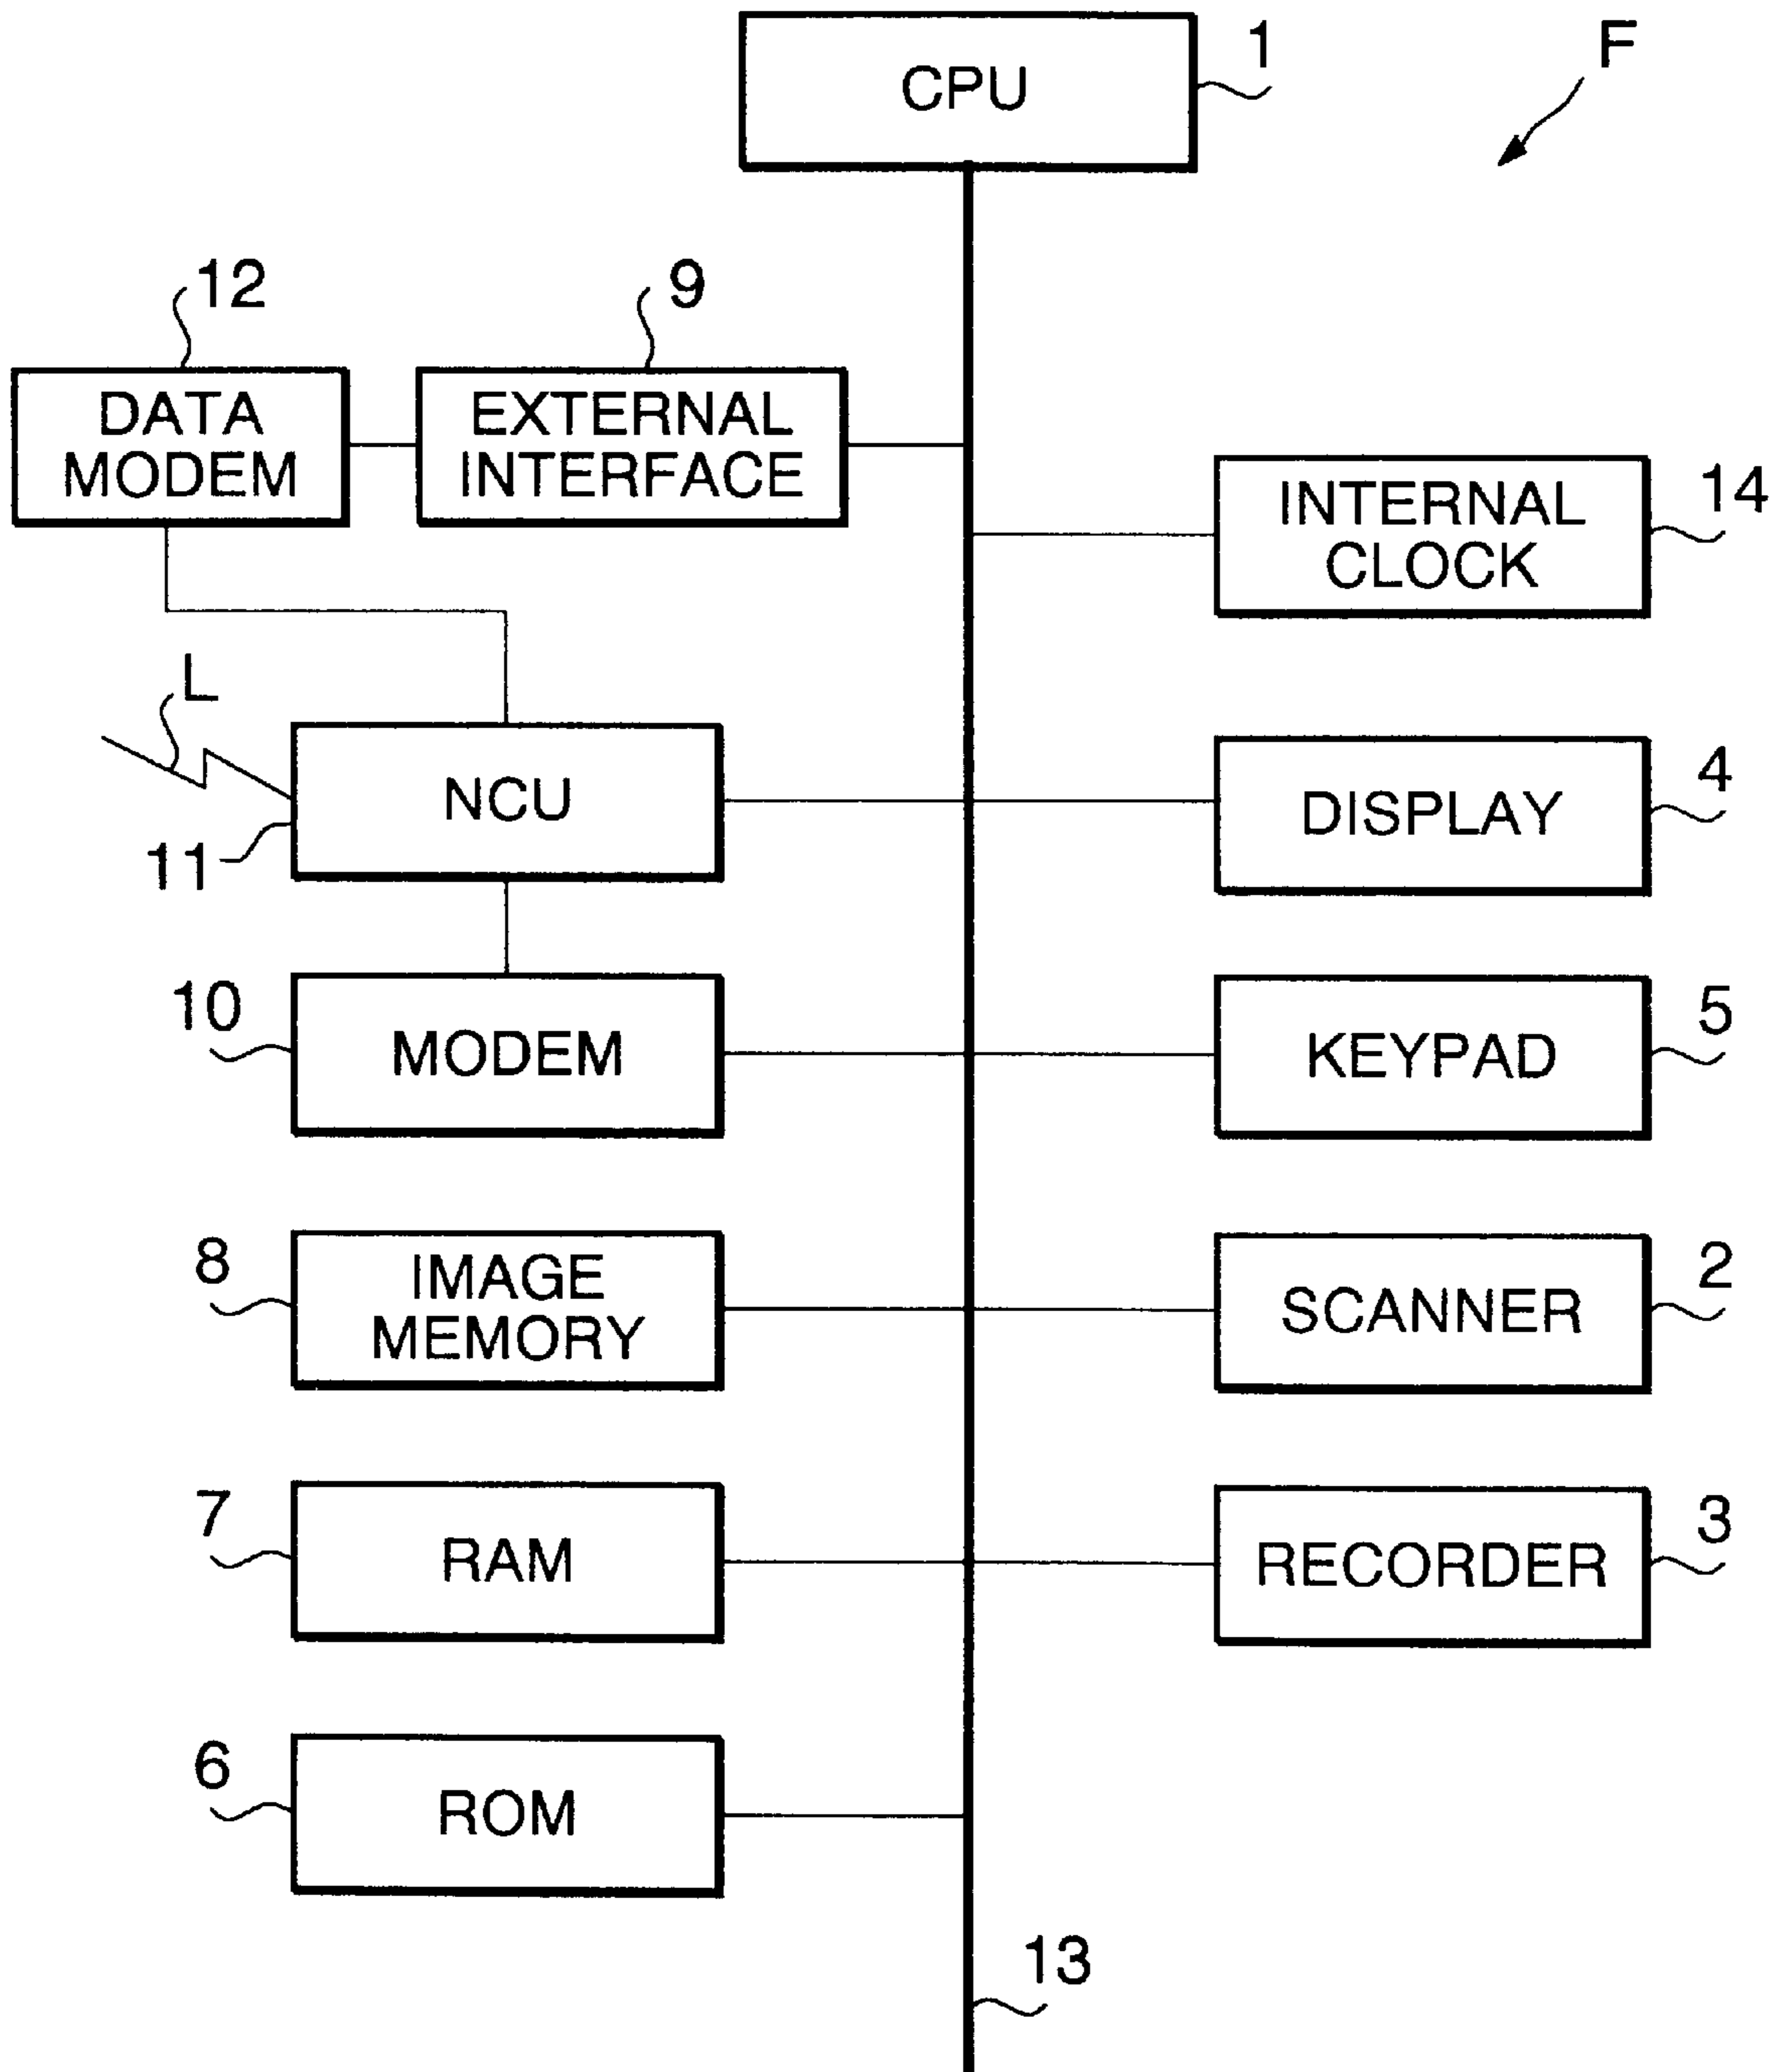 CPU
1
F
12
9
DATA
MODEM
EXTERNAL
INTERFACE
INTERNAL
CLOCK
14
L
NCU
11
DISPLAY
4
10
MODEM
KEYPAD
5
8
IMAGE
MEMORY
SCANNER
2
7
RAM
RECORDER
3
6
ROM
13